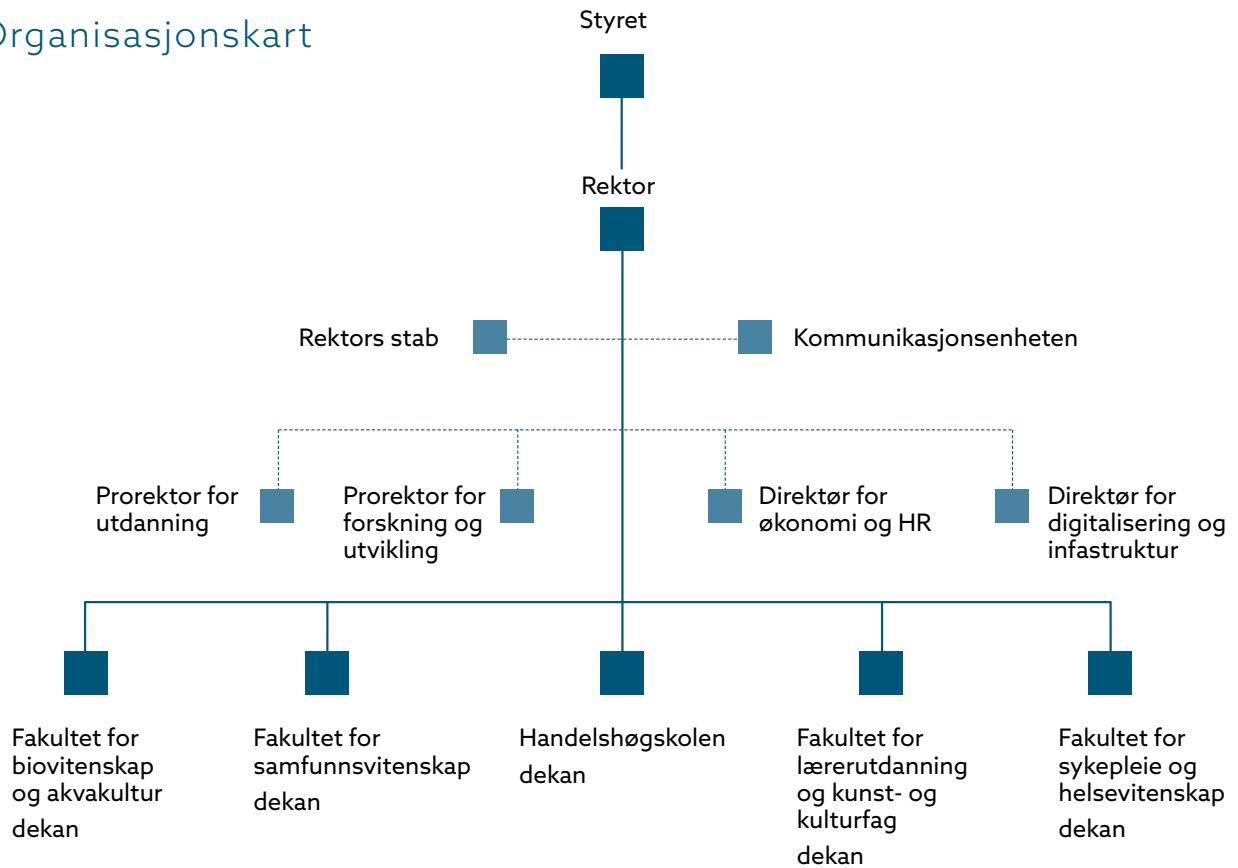 Organisasjonskart
Styret
Rektor
Rektors stab
Kommunikasjonsenheten
Prorektor for
utdanning
Prorektor for
forskning og
utvikling
Direktør for
økonomi og HR
Direktør for
digitalisering og
infastruktur
Fakultet for
biovitenskap
og akvakultur
dekan
Fakultet for
samfunnsvitenskap
dekan
Handelshøgskolen
dekan
Fakultet for
lærerutdanning
og kunst- og
kulturfag
dekan
Fakultet for
sykepleie og
helsevitenskap
dekan